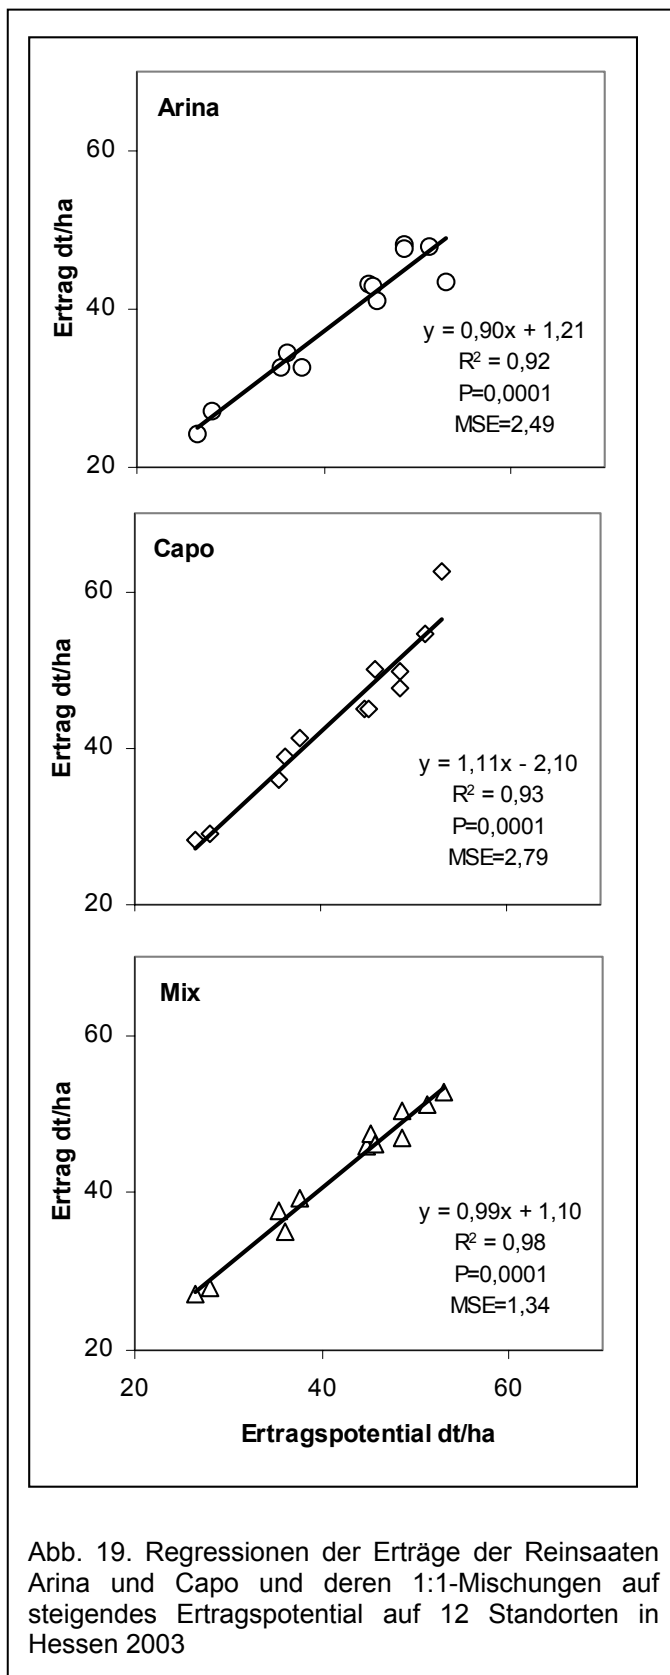 Arina
60
40
20
Ertrag dt/ha
y = 0,90x + 1,21
R² = 0,92
P=0,0001
MSE=2,49
Capo
60
40
20
Ertrag dt/ha
y = 1,11x - 2,10
R² = 0,93
P=0,0001
MSE=2,79
Mix
60
40
20
Ertrag dt/ha
y = 0,99x + 1,10
R² = 0,98
P=0,0001
MSE=1,34
20 40 60
Ertragspotential dt/ha
Abb. 19. Regressionen der Erträge der Reinsaaten
Arina und Capo und deren 1:1-Mischungen auf
steigendes Ertragspotential auf 12 Standorten in
Hessen 2003